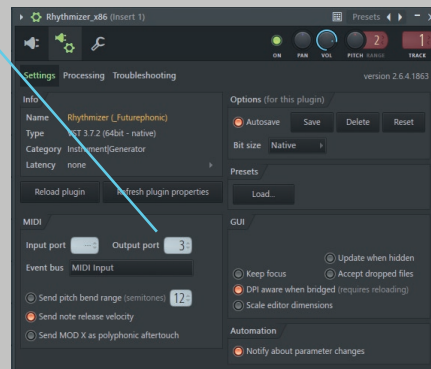 Rhythmizer_x86 (Insert 1)
Presets
ON PAN VOL PITCH RANGE 2 1 TRACK
Settings Processing Troubleshooting
version 2.6.4.1863
Info
Name Rhythmizer (_Futurephonic)
Type VST 3.7.2 (64bit - native)
Category Instrument|Generator
Latency none
Reload plugin Refresh plugin properties
Options (for this plugin)
Autosave Save Delete Reset
Bit size Native
Presets
Load...
MIDI
Input port Output port 3
Event bus MIDI Input
Send pitch bend range (semitones) 12
Send note release velocity
Send MOD X as polyphonic aftertouch
GUI
Update when hidden
Keep focus Accept dropped files
DPI aware when bridged (requires reloading)
Scale editor dimensions
Automation
Notify about parameter changes